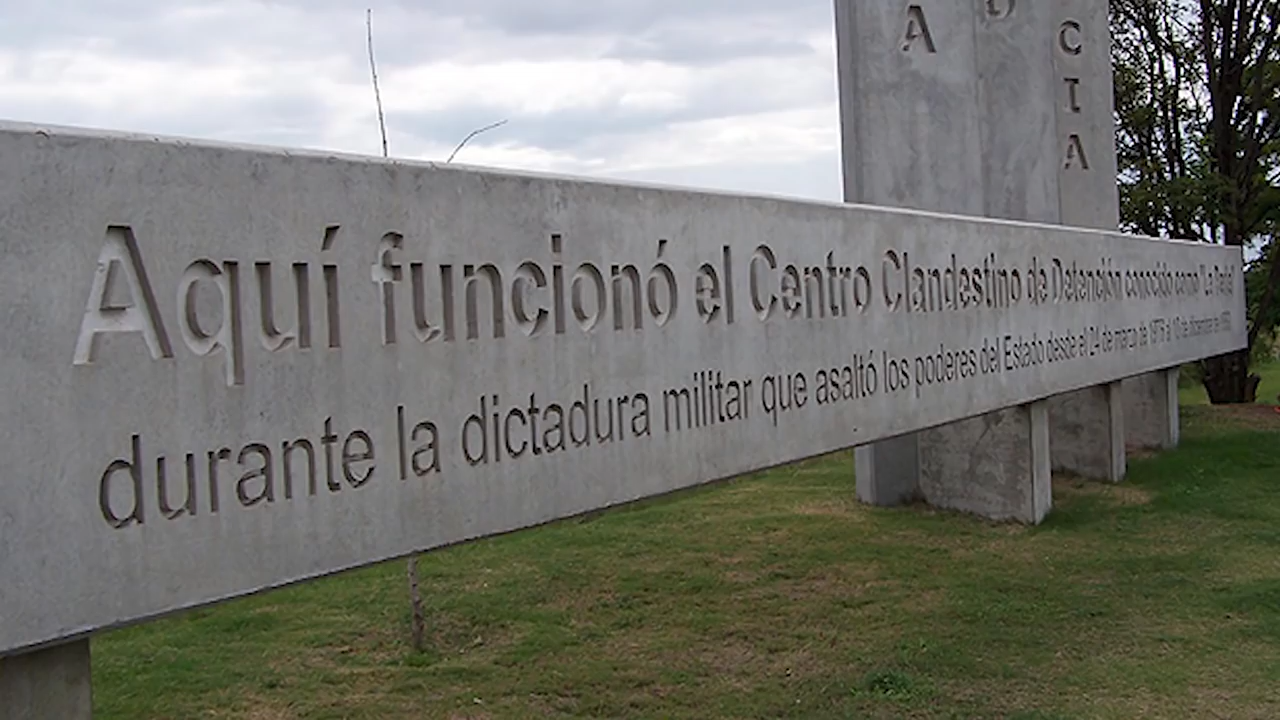 A
D
CIA
Aquí funcionó el Centro Clandestino de Detención conocido como "La Perla"
durante la dictadura militar que asaltó los poderes del Estado desde el 24 de marzo de 1976 al 10 de diciembre de 1983